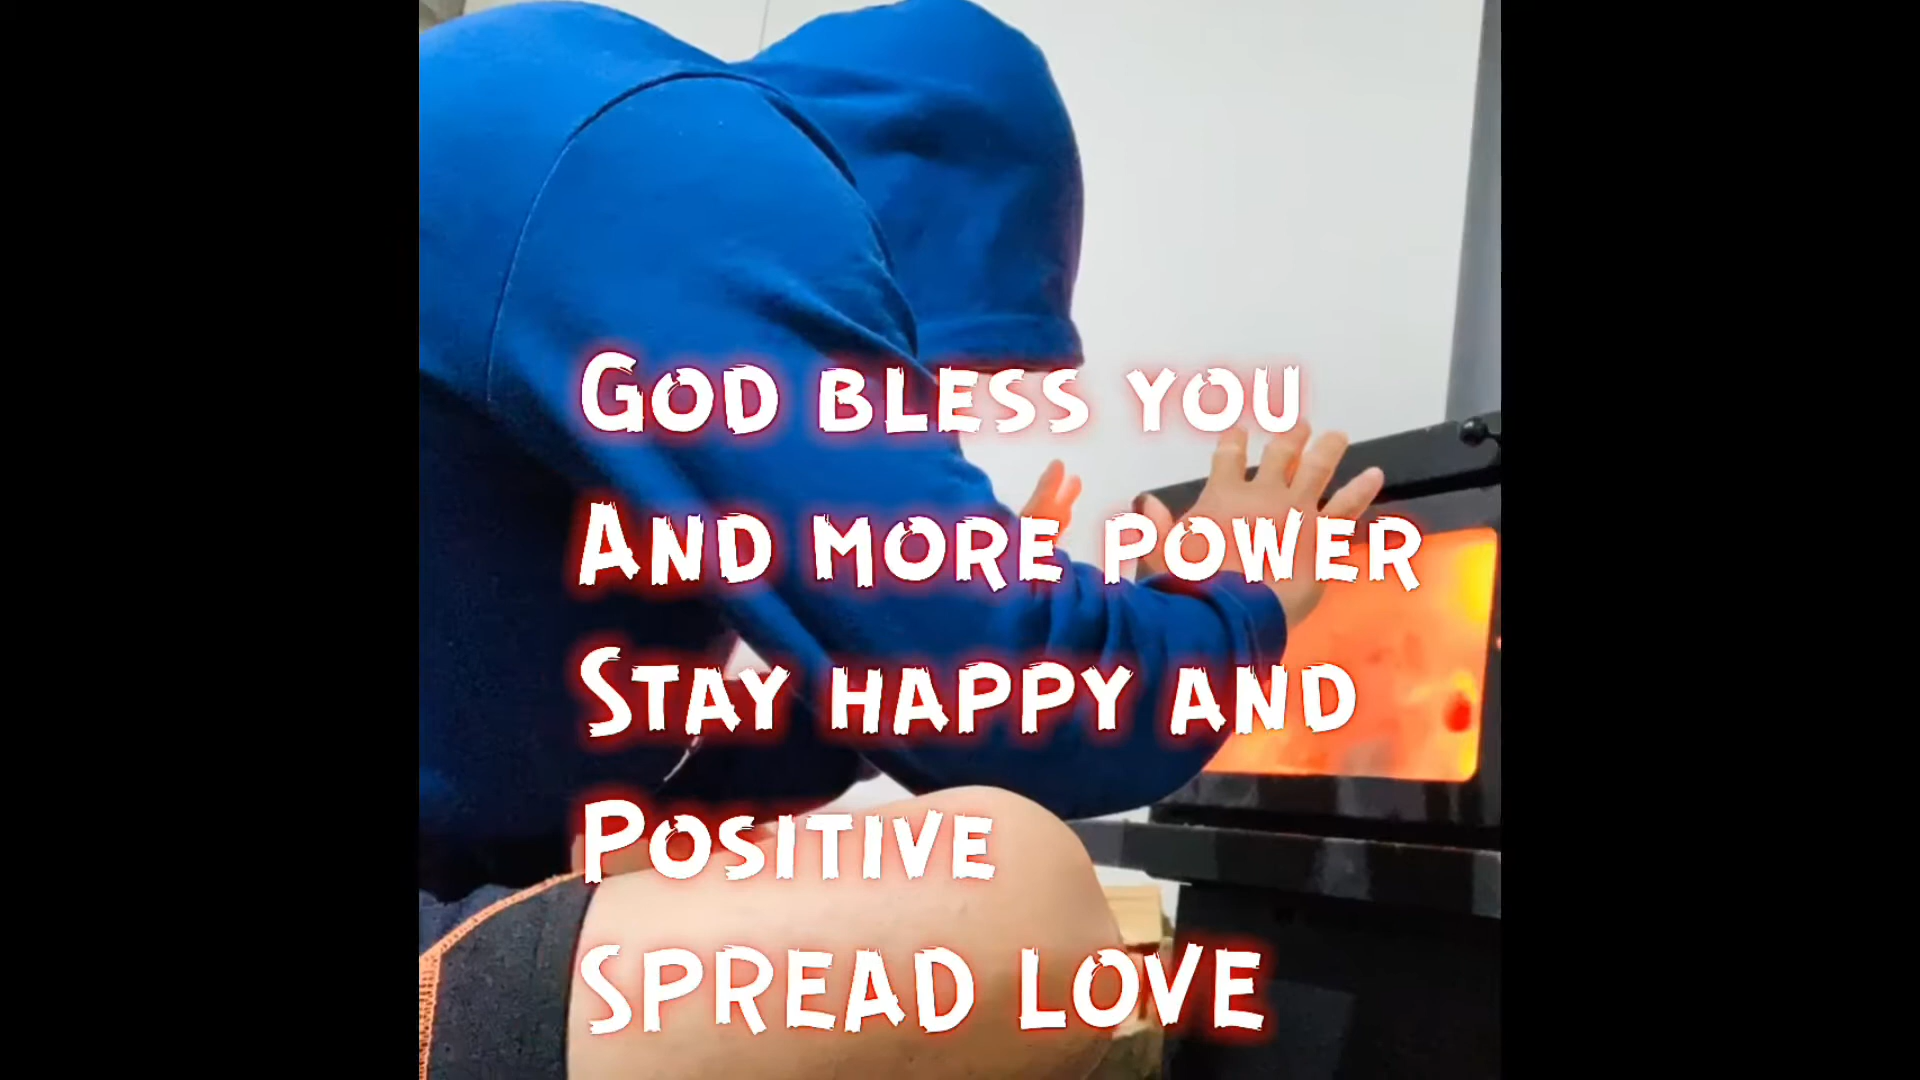 God bless you
And more power
Stay happy and
Positive
SPREAD LOVE